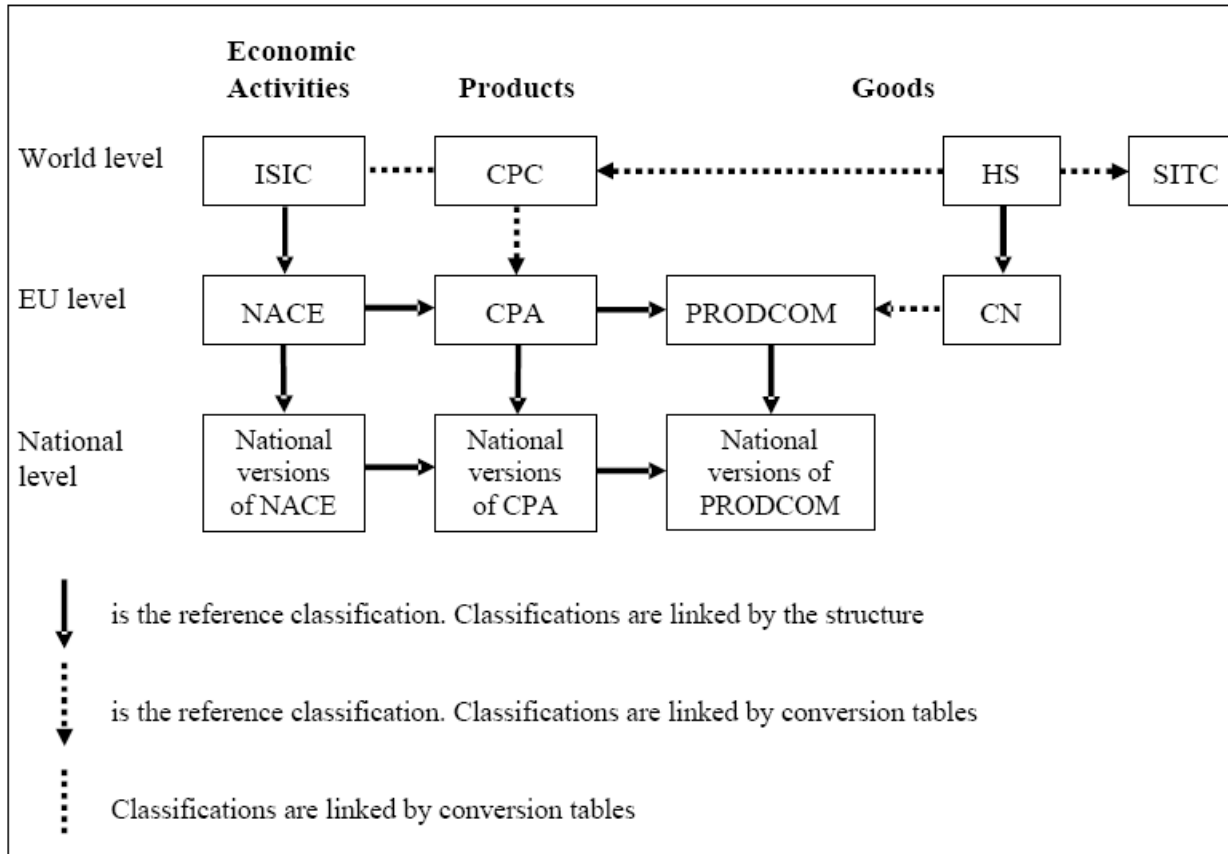 Economic
Activities
Products
Goods
World level
ISIC
CPC
HS
SITC
EU level
NACE
CPA
PRODCOM
CN
National
level
National
versions
of NACE
National
versions
of CPA
National
versions of
PRODCOM
is the reference classification. Classifications are linked by the structure
is the reference classification. Classifications are linked by conversion tables
Classifications are linked by conversion tables